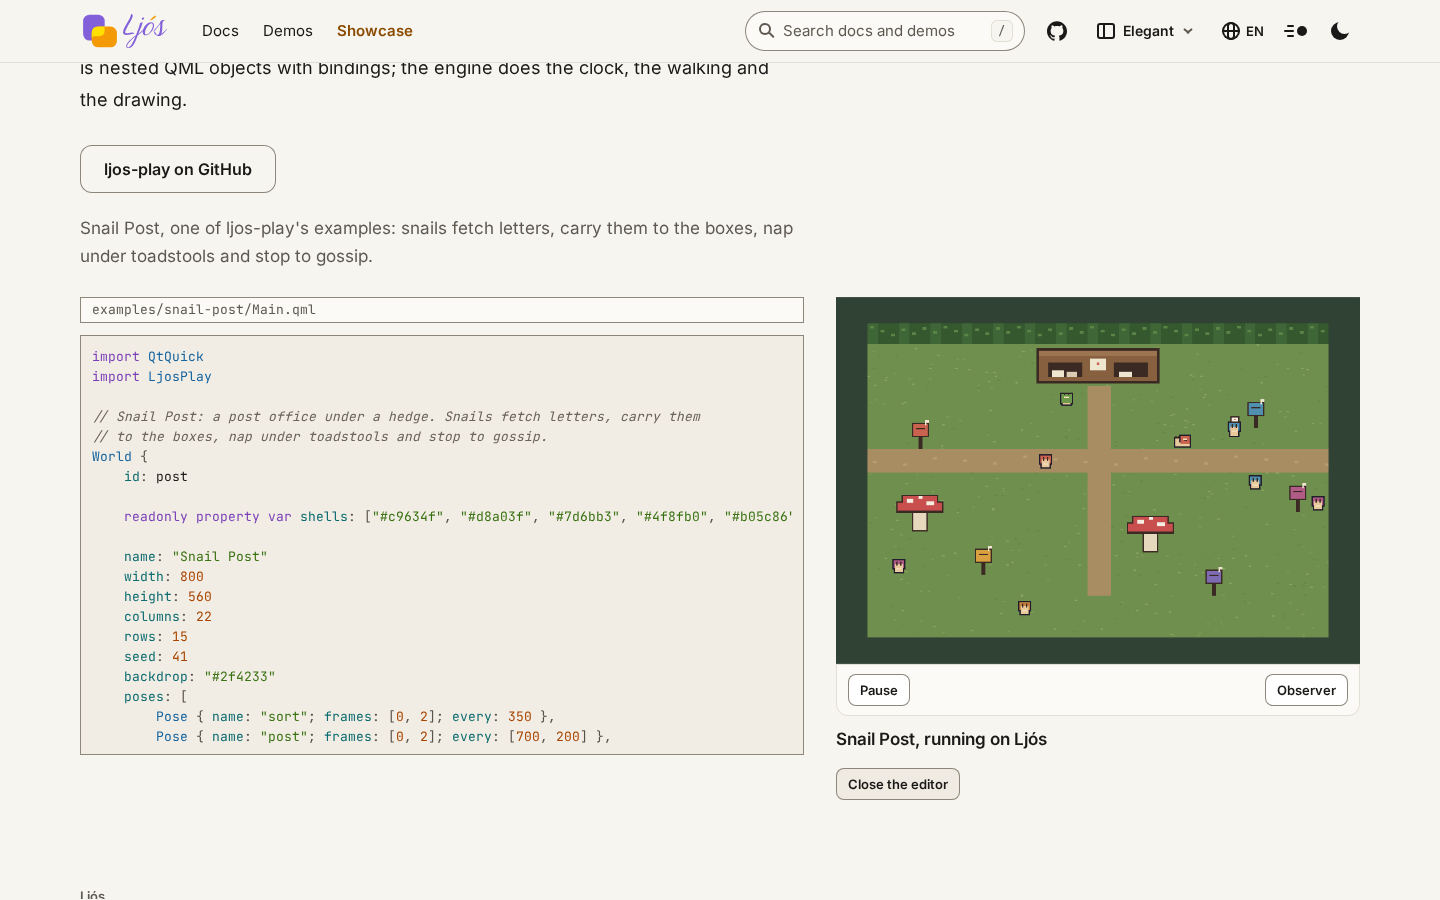 Ljós
Docs
Demos
Showcase
Search docs and demos
/
Elegant
EN
is nested QML objects with bindings; the engine does the clock, the walking and
the drawing.
ljos-play on GitHub
Snail Post, one of ljos-play's examples: snails fetch letters, carry them to the boxes, nap
under toadstools and stop to gossip.
examples/snail-post/Main.qml
import QtQuick
import LjosPlay
// Snail Post: a post office under a hedge. Snails fetch letters, carry them
// to the boxes, nap under toadstools and stop to gossip.
World {
    id: post
    readonly property var shells: ["#c9634f", "#d8a03f", "#7d6bb3", "#4f8fb0", "#b05c86"
    name: "Snail Post"
    width: 800
    height: 560
    columns: 22
    rows: 15
    seed: 41
    backdrop: "#2f4233"
    poses: [
        Pose { name: "sort"; frames: [0, 2]; every: 350 },
        Pose { name: "post"; frames: [0, 2]; every: [700, 200] },
Pause
Observer
Snail Post, running on Ljós
Close the editor
Ljós